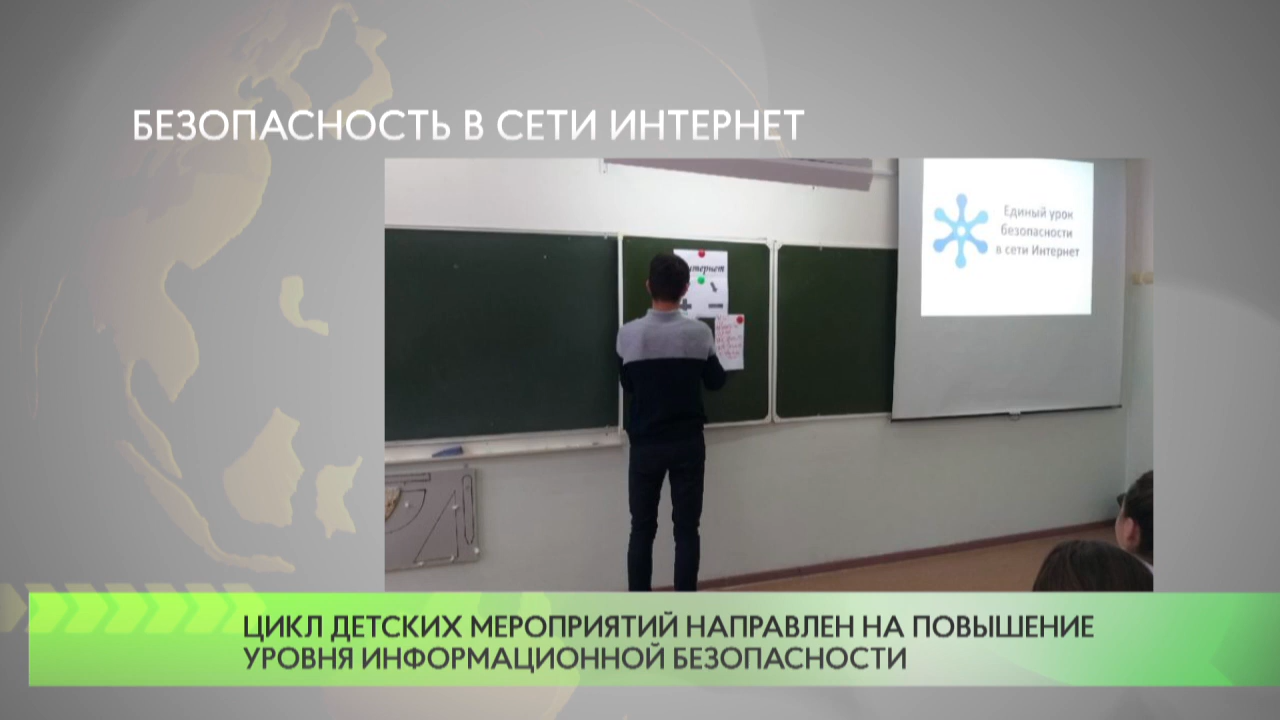 БЕЗОПАСНОСТЬ В СЕТИ ИНТЕРНЕТ
Единый урок
безопасности
в сети Интернет
ЦИКЛ ДЕТСКИХ МЕРОПРИЯТИЙ НАПРАВЛЕН НА ПОВЫШЕНИЕ
УРОВНЯ ИНФОРМАЦИОННОЙ БЕЗОПАСНОСТИ